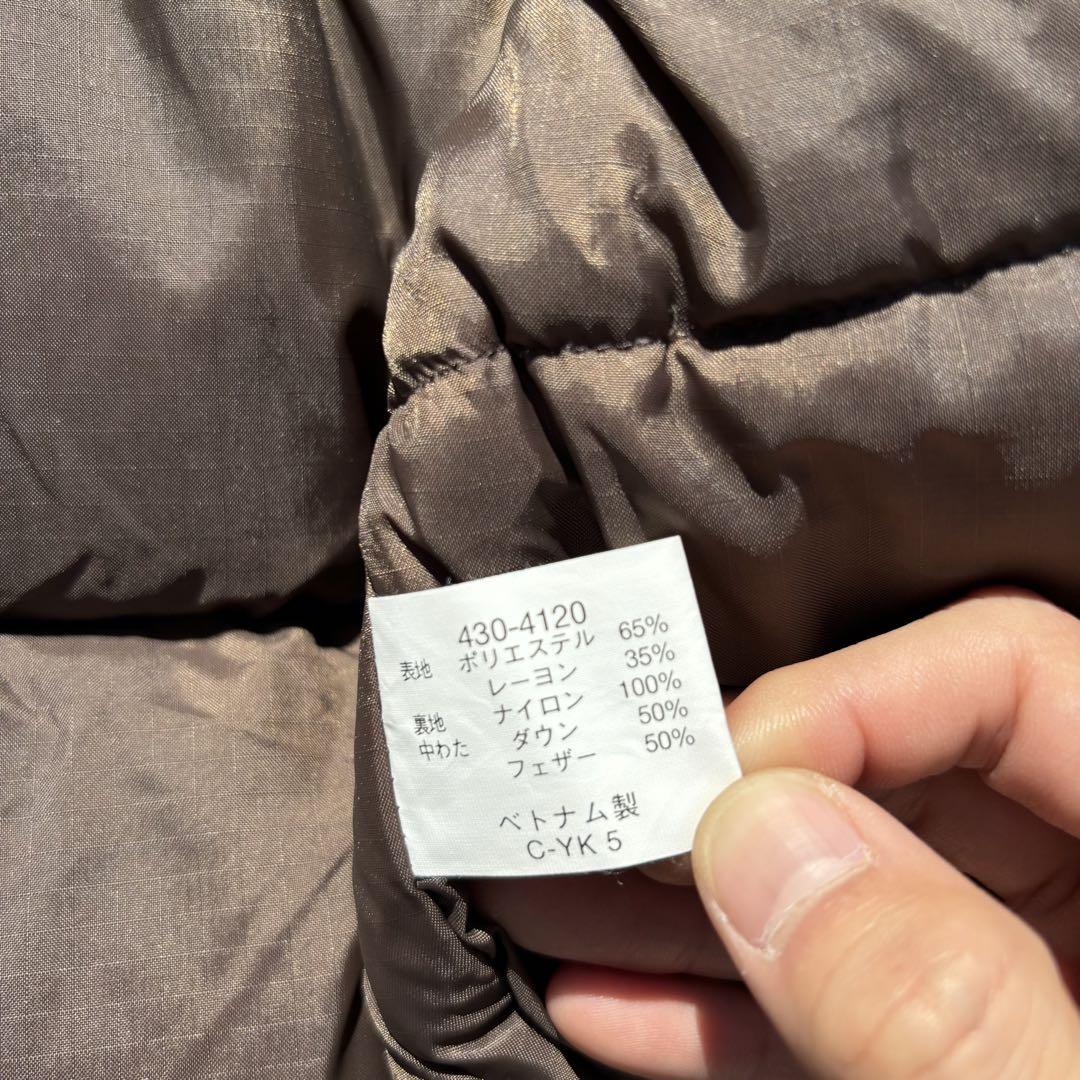 430-4120
表地 ポリエステル 65%
レーヨン 35%
裏地 ナイロン 100%
中わた ダウン 50%
フェザー 50%
ベトナム製
C-YK 5